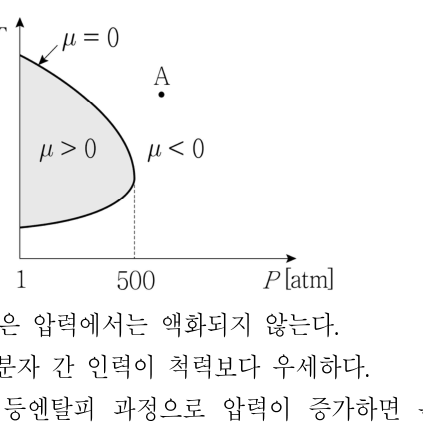 μ = 0
A
μ > 0
μ < 0
1
500
P[atm]
은 압력에서는 액화되지 않는다.
분자 간 인력이 척력보다 우세하다.
등엔탈피 과정으로 압력이 증가하면